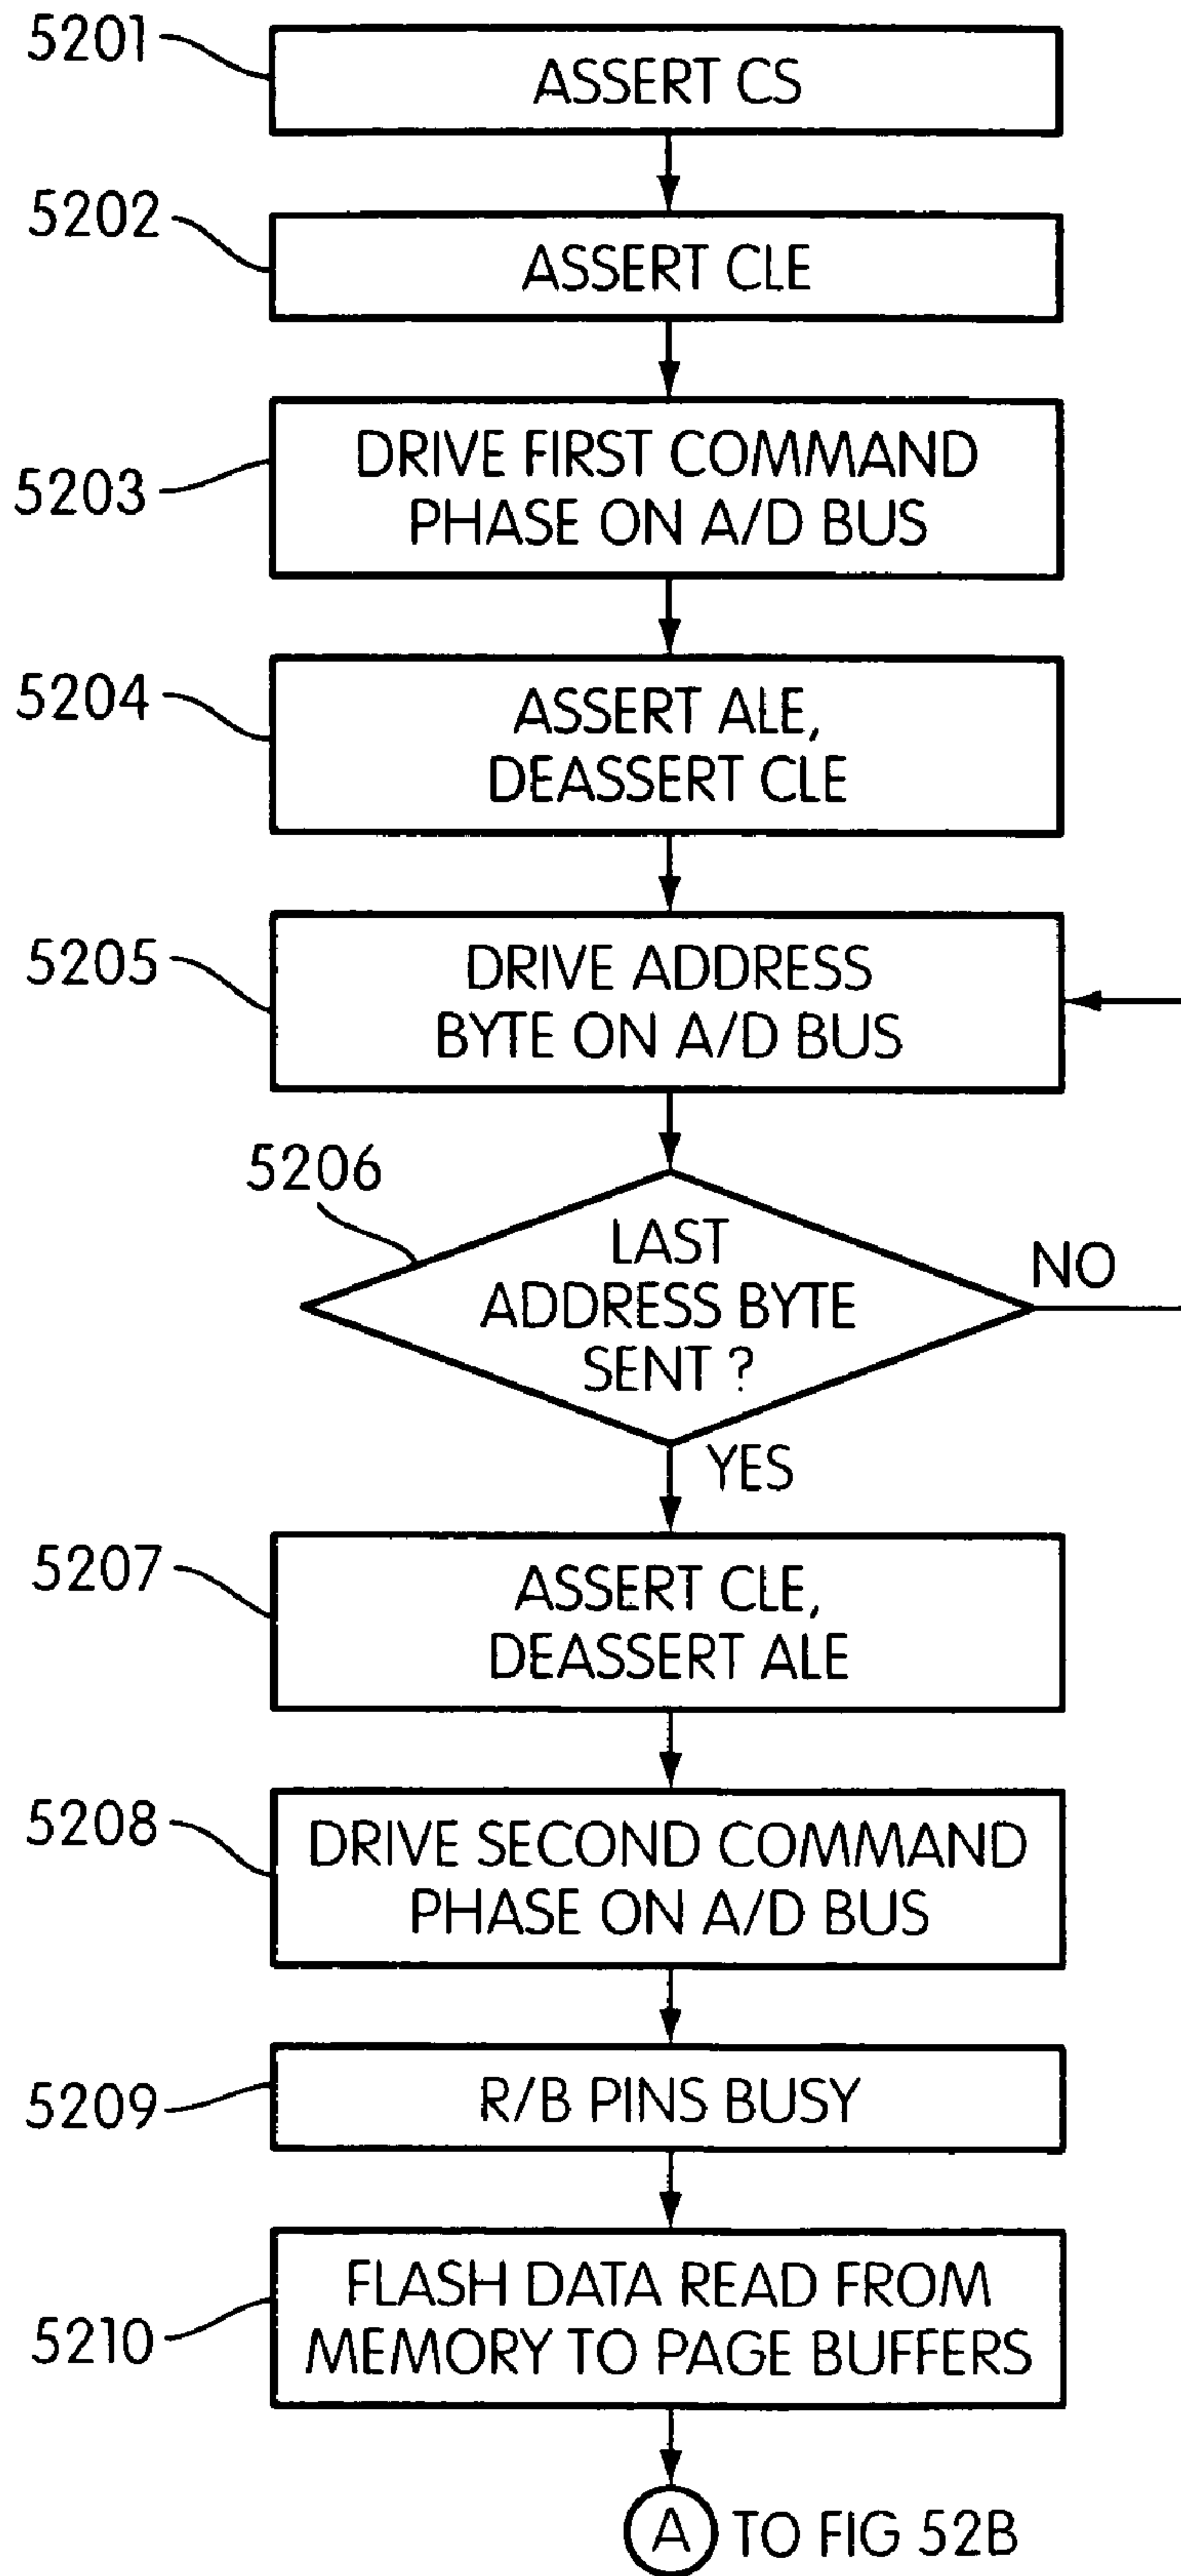 5201
ASSERT CS
5202
ASSERT CLE
5203
DRIVE FIRST COMMAND
PHASE ON A/D BUS
5204
ASSERT ALE,
DEASSERT CLE
5205
DRIVE ADDRESS
BYTE ON A/D BUS
5206
LAST
ADDRESS BYTE
SENT ?
NO
YES
5207
ASSERT CLE,
DEASSERT ALE
5208
DRIVE SECOND COMMAND
PHASE ON A/D BUS
5209
R/B PINS BUSY
5210
FLASH DATA READ FROM
MEMORY TO PAGE BUFFERS
A TO FIG 52B